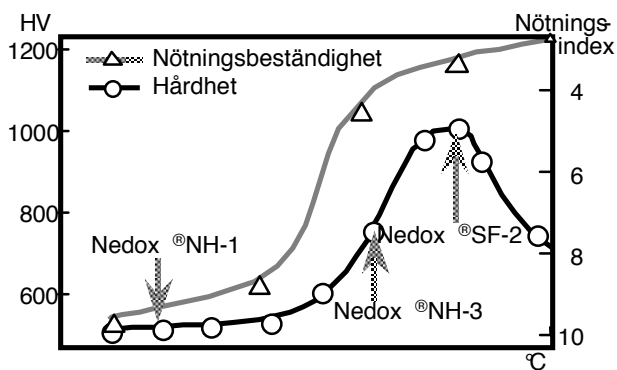 HV
Nötnings-
index
1200
Nötningsbeständighet
Hårdhet
4
1000
6
800
Nedox ®NH-1
Nedox ®SF-2
8
600
Nedox ®NH-3
10
°C